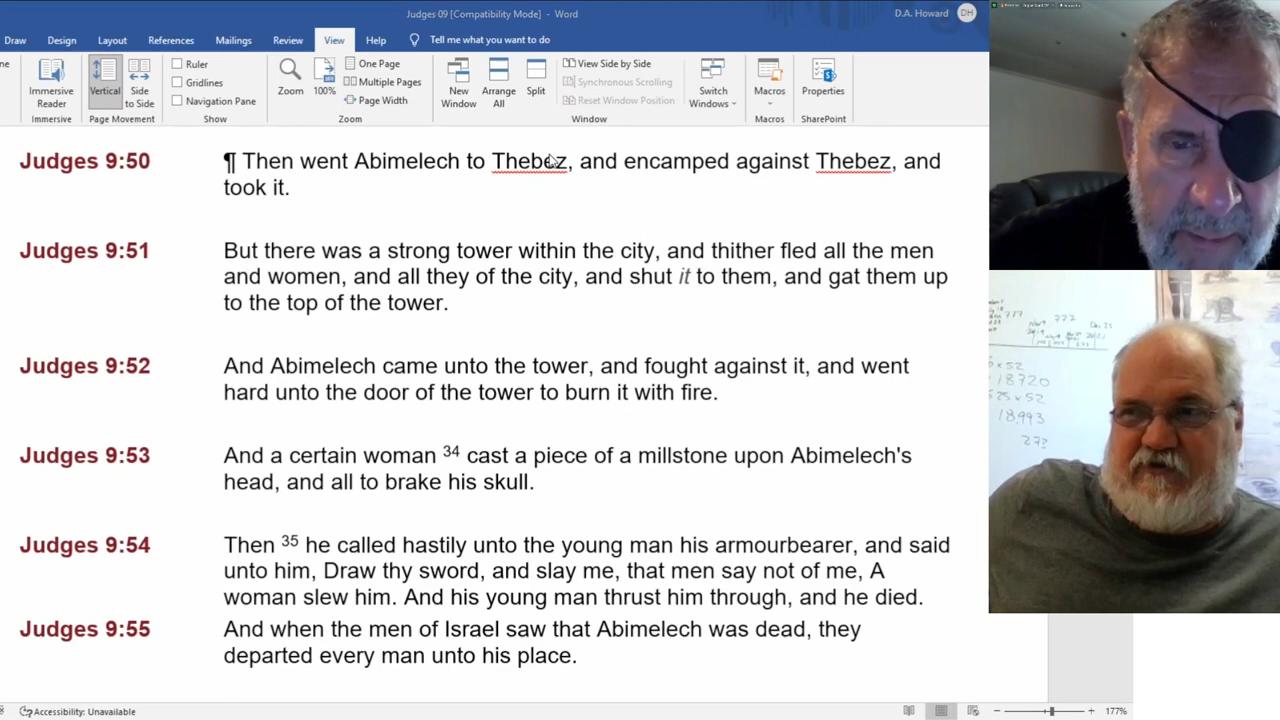 Judges 09 [Compatibility Mode] - Word
D.A. Howard
DH
Draw Design Layout References Mailings Review View Help Tell me what you want to do
Immersive Reader
Vertical
Side to Side
Ruler
Gridlines
Navigation Pane
Zoom
100%
One Page
Multiple Pages
Page Width
New Window
Arrange All
Split
View Side by Side
Synchronous Scrolling
Reset Window Position
Switch Windows
Macros
Properties
Immersive
Page Movement
Show
Zoom
Window
Macros
SharePoint
Judges 9:50 ¶ Then went Abimelech to Thebez, and encamped against Thebez, and
took it.
Judges 9:51 But there was a strong tower within the city, and thither fled all the men
and women, and all they of the city, and shut it to them, and gat them up
to the top of the tower.
Judges 9:52 And Abimelech came unto the tower, and fought against it, and went
hard unto the door of the tower to burn it with fire.
Judges 9:53 And a certain woman 34 cast a piece of a millstone upon Abimelech's
head, and all to brake his skull.
Judges 9:54 Then 35 he called hastily unto the young man his armourbearer, and said
unto him, Draw thy sword, and slay me, that men say not of me, A
woman slew him. And his young man thrust him through, and he died.
Judges 9:55 And when the men of Israel saw that Abimelech was dead, they
departed every man unto his place.
777
18720
25 x 52
18,993
Accessibility: Unavailable
177%